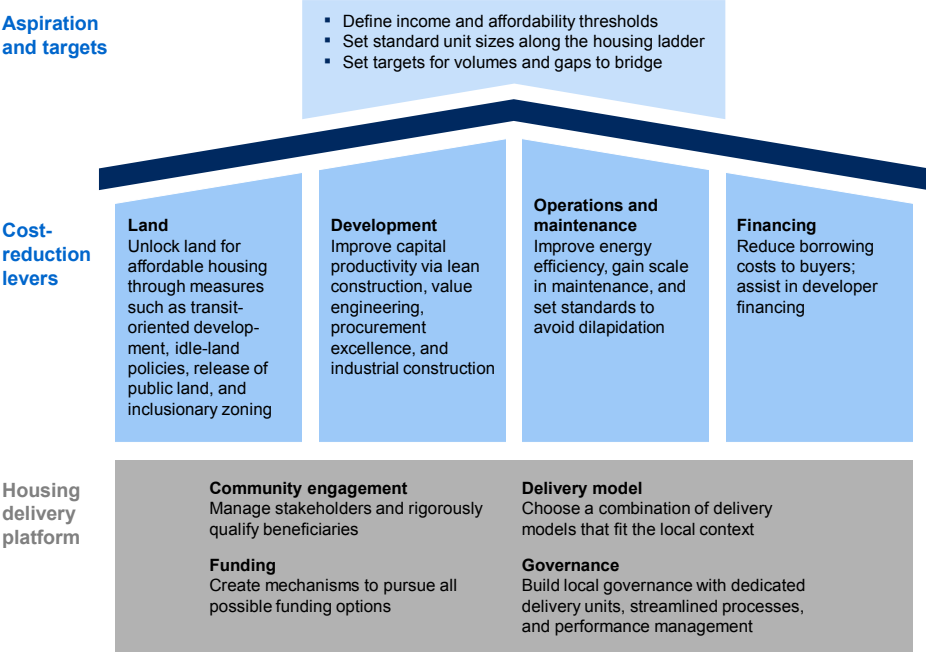 Aspiration
and targets
▪ Define income and affordability thresholds
▪ Set standard unit sizes along the housing ladder
▪ Set targets for volumes and gaps to bridge
Cost-
reduction
levers
Land
Unlock land for
affordable housing
through measures
such as transit-
oriented develop-
ment, idle-land
policies, release of
public land, and
inclusionary zoning
Development
Improve capital
productivity via lean
construction, value
engineering,
procurement
excellence, and
industrial construction
Operations and
maintenance
Improve energy
efficiency, gain scale
in maintenance, and
set standards to
avoid dilapidation
Financing
Reduce borrowing
costs to buyers;
assist in developer
financing
Housing
delivery
platform
Community engagement
Manage stakeholders and rigorously
qualify beneficiaries
Funding
Create mechanisms to pursue all
possible funding options
Delivery model
Choose a combination of delivery
models that fit the local context
Governance
Build local governance with dedicated
delivery units, streamlined processes,
and performance management